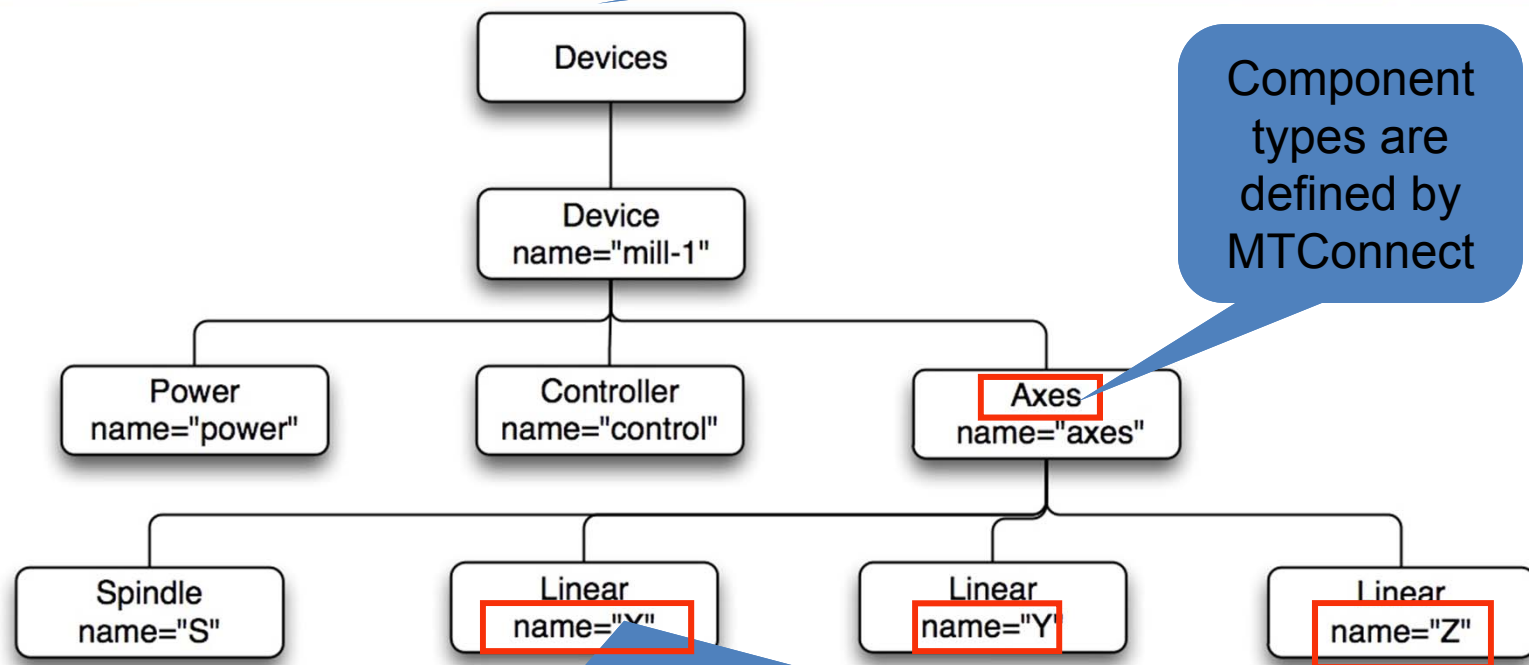 Devices
Component
types are
defined by
MTConnect
Device
name="mill-1"
Power
name="power"
Controller
name="control"
Axes
name="axes"
Spindle
name="S"
Linear
name="X"
Linear
name="Y"
Linear
name="Z"